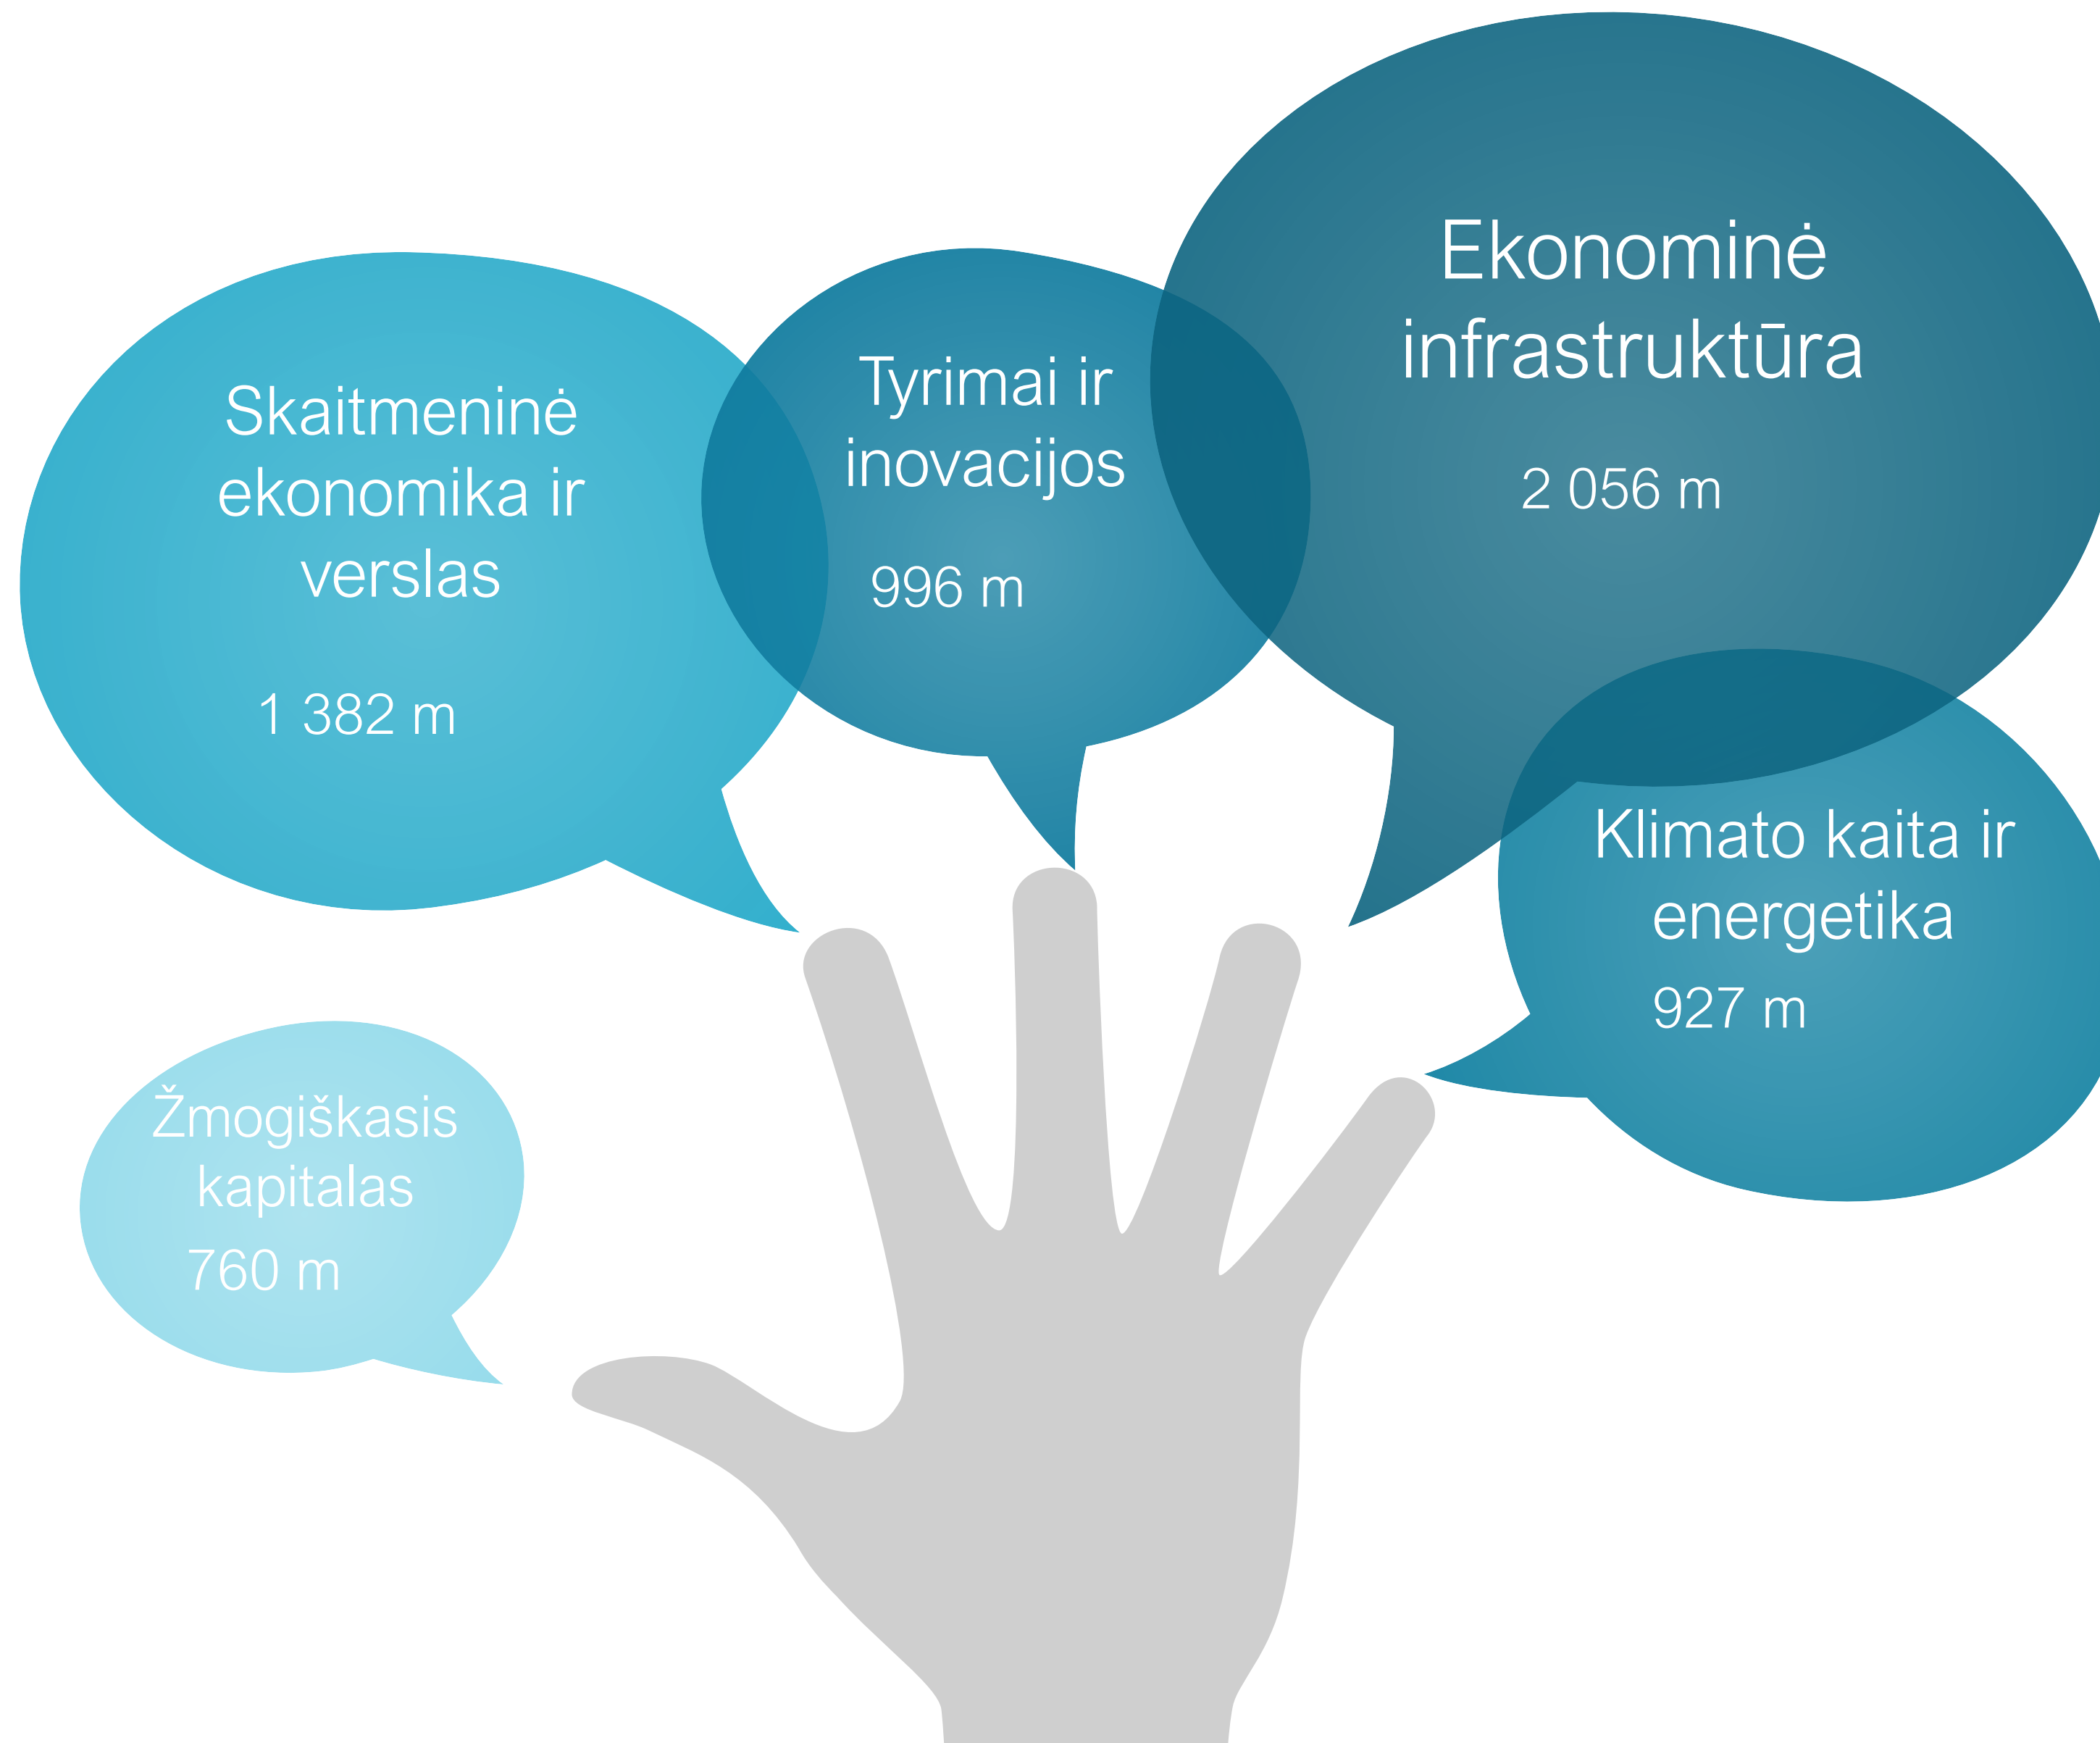 Skaitmeninė
ekonomika ir
verslas
1 382 m
Tyrimai ir
inovacijos
996 m
Ekonominė
infrastruktūra
2 056 m
Klimato kaita ir
energetika
927 m
Žmogiškasis
kapitalas
760 m